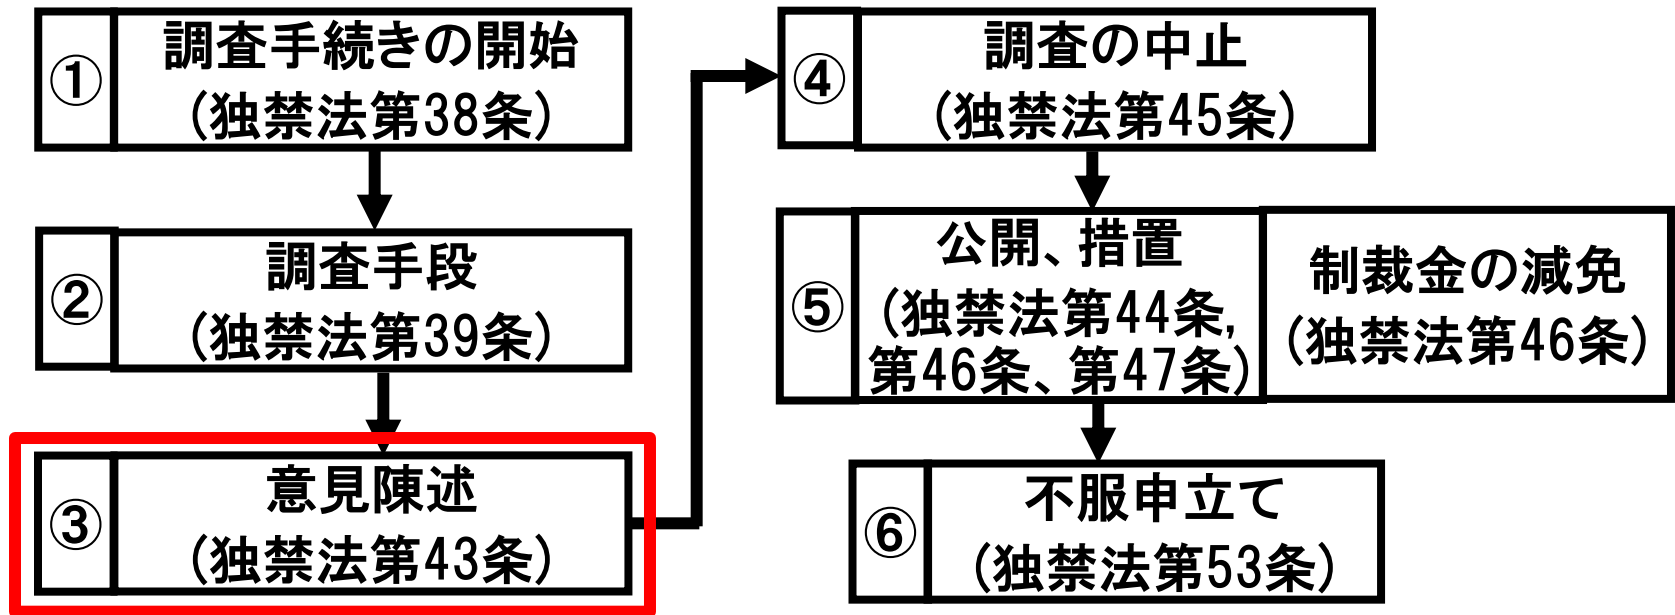 ①
調査手続きの開始
(独禁法第38条)
②
調査手段
(独禁法第39条)
③
意見陳述
(独禁法第43条)
④
調査の中止
(独禁法第45条)
⑤
公開、措置
(独禁法第44条,
第46条、第47条)
制裁金の減免
(独禁法第46条)
⑥
不服申立て
(独禁法第53条)